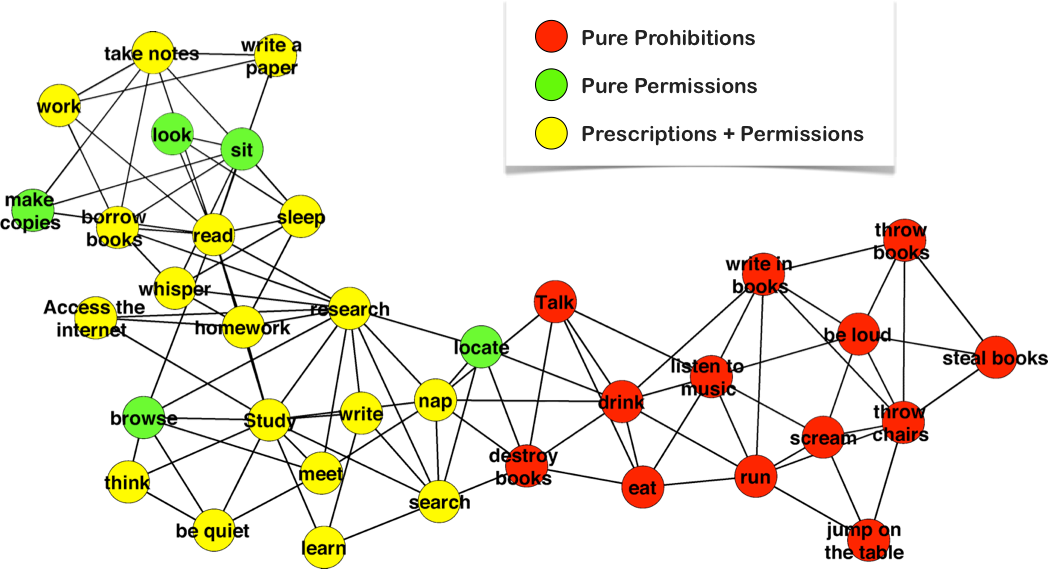 Pure Prohibitions
Pure Permissions
Prescriptions + Permissions
take notes
write a
paper
work
look
sit
make
copies
borrow
books
read
sleep
whisper
Access the
internet
homework
research
locate
Talk
browse
Study
write
nap
drink
think
meet
search
destroy
books
eat
be quiet
learn
throw
books
write in
books
be loud
steal books
listen to
music
throw
chairs
scream
run
jump on
the table